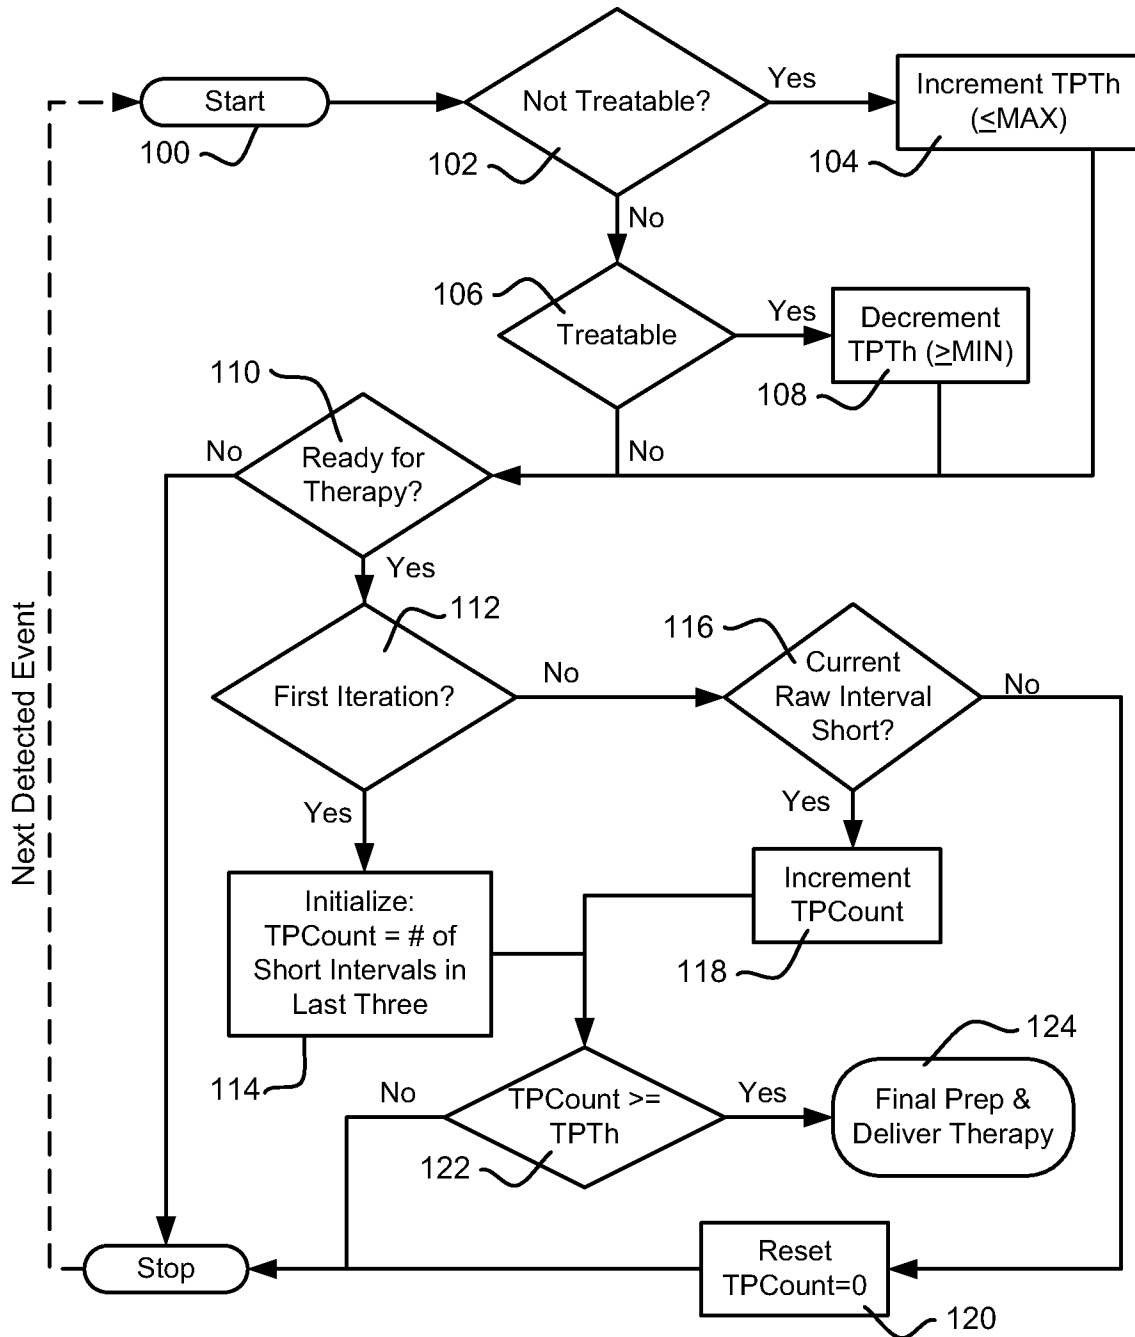 Start
100
Not Treatable?
102
Yes
Increment TPTh
(≤MAX)
104
No
106
Treatable
Yes
Decrement
TPTh (≥MIN)
108
No
110
Ready for
Therapy?
No
Yes
112
First Iteration?
No
116
Current
Raw Interval
Short?
No
Yes
Yes
Initialize:
TPCount = # of
Short Intervals in
Last Three
114
Increment
TPCount
118
TPCount >=
TPTh
122
No
Yes
124
Final Prep &
Deliver Therapy
Reset
TPCount=0
120
Stop
Next Detected Event